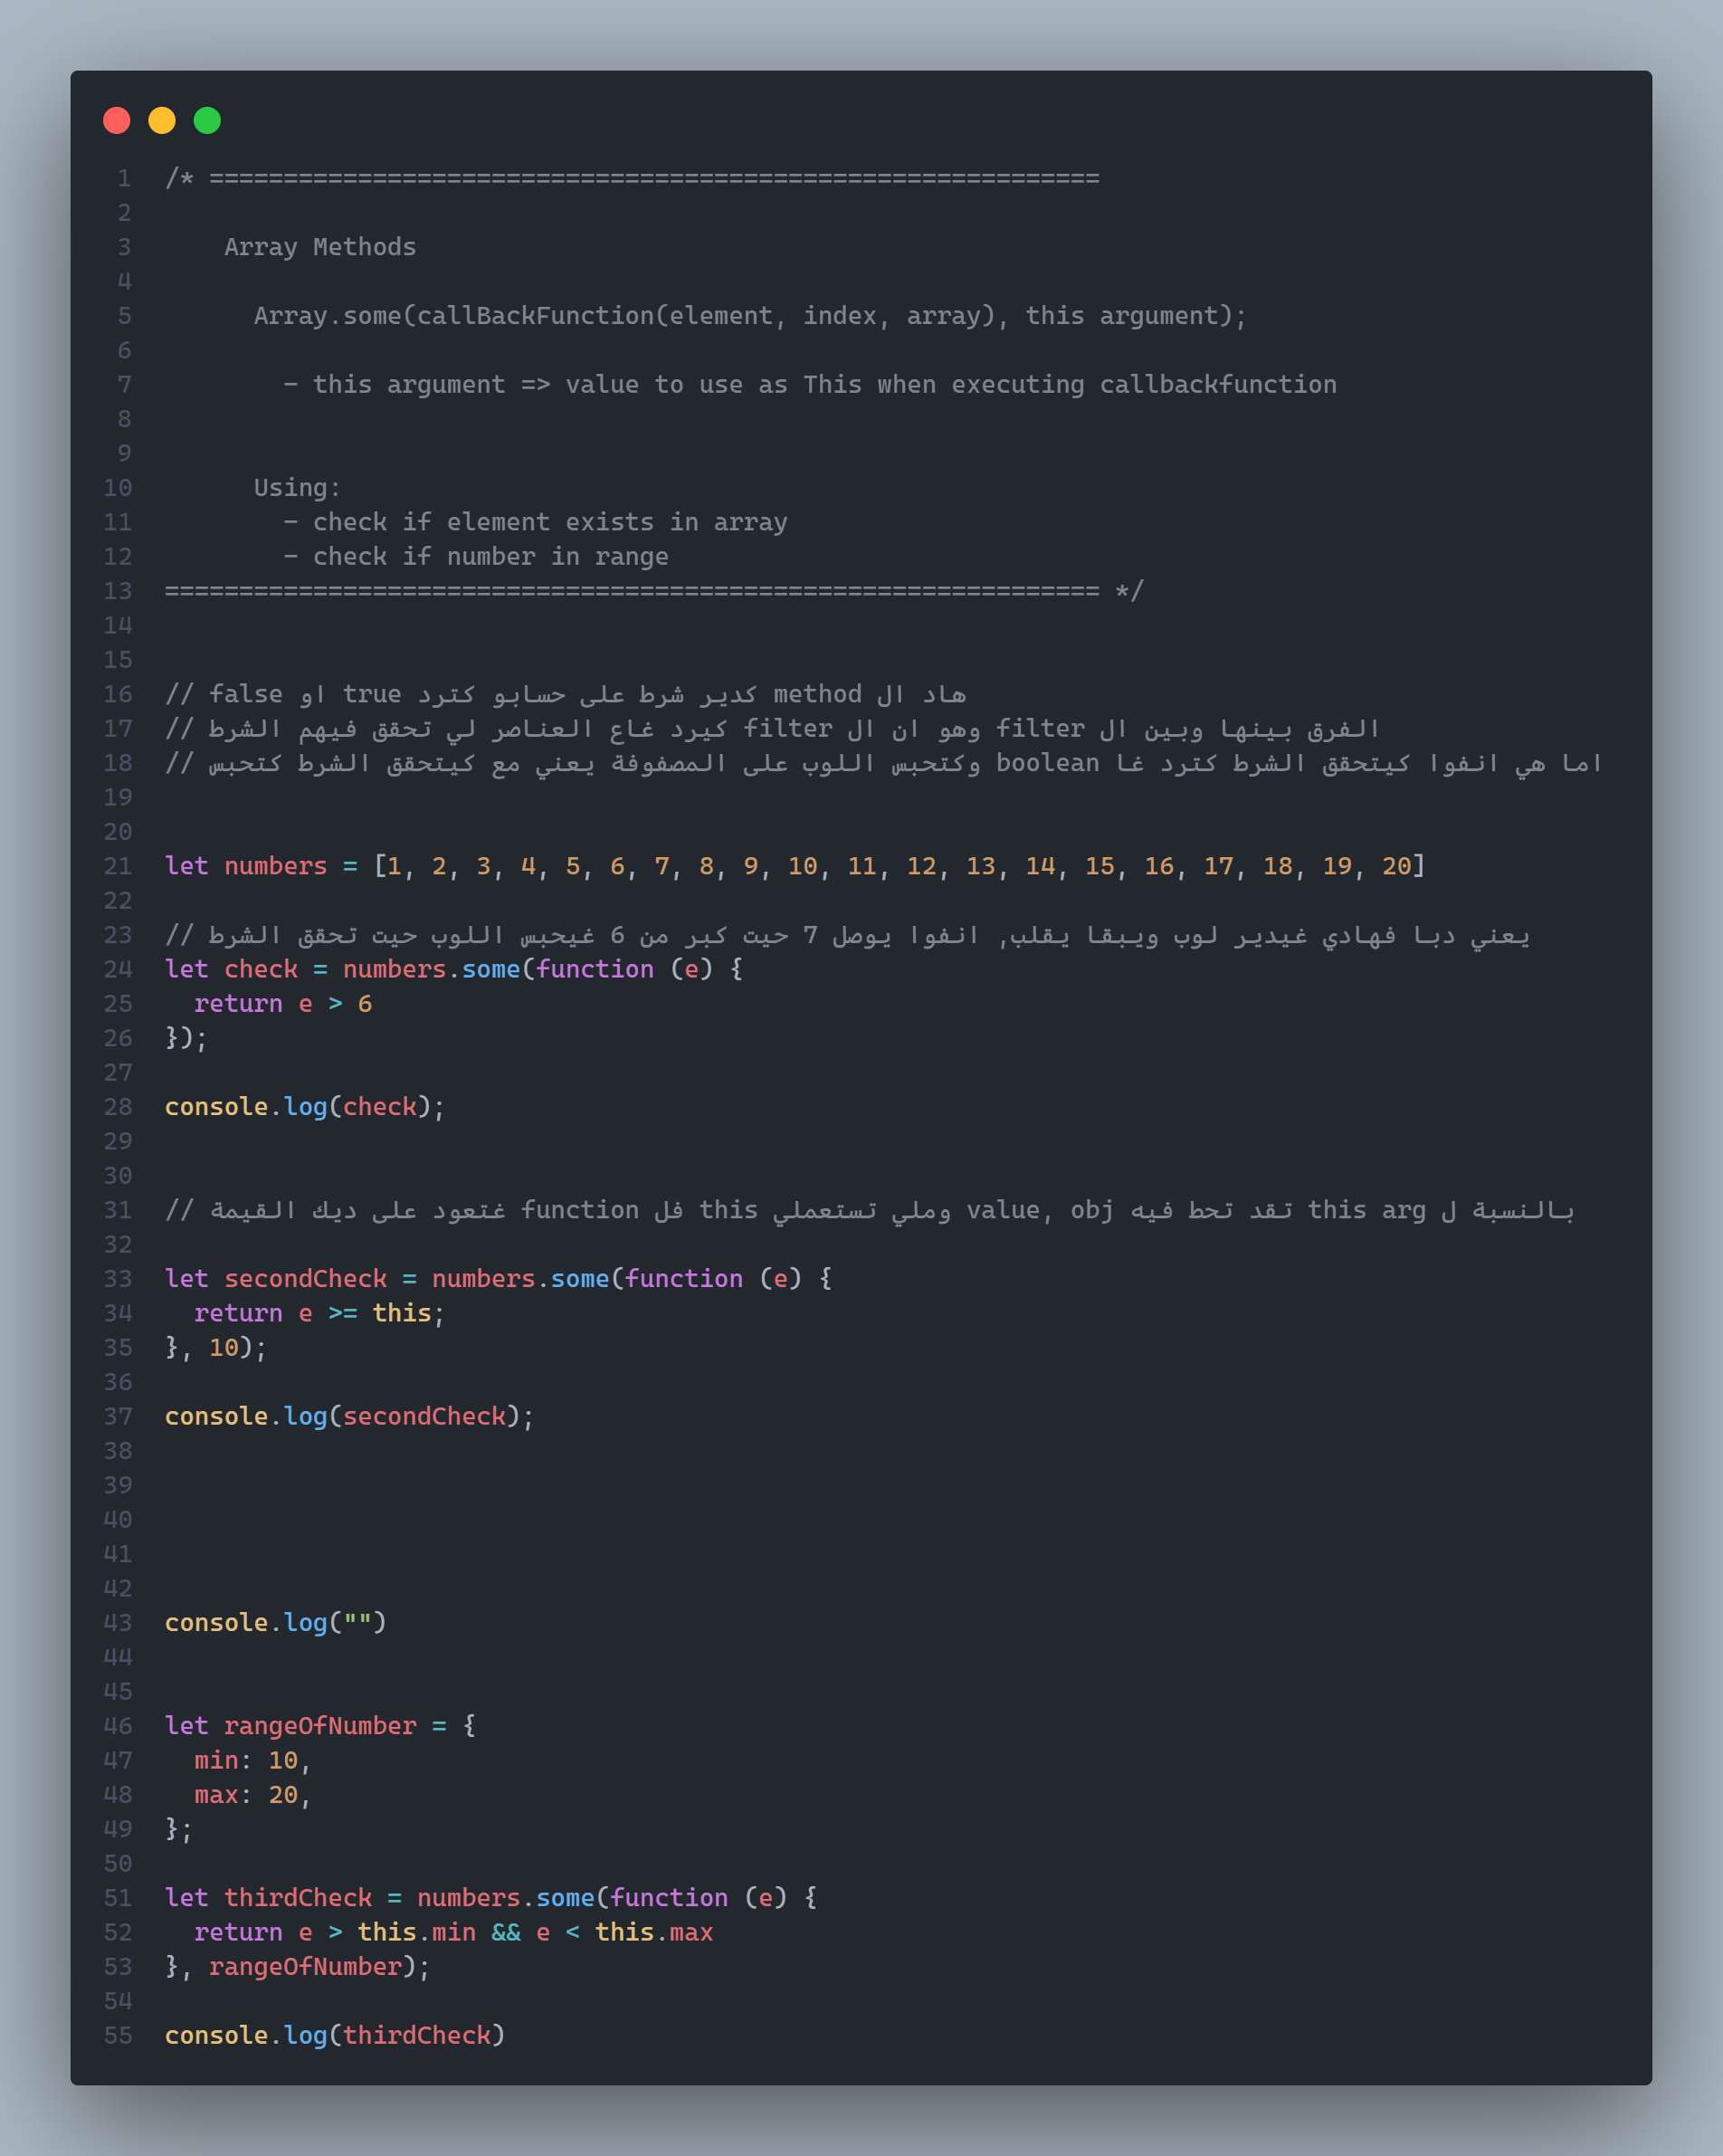 1 /* ============================================================
2
3 Array Methods
4
5 Array.some(callBackFunction(element, index, array), this argument);
6
7 - this argument => value to use as This when executing callbackfunction
8
9
10 Using:
11 - check if element exists in array
12 - check if number in range
13 =============================================================== */
14
15
16 // هاد ال method كدير شرط على حسابو كترد true او false
17 // الفرق بينها وبين ال filter وهو ان ال filter كيرد غاع العناصر لي تحقق فيهم الشرط
18 // اما هي انفوا كيتحقق الشرط كترد غا boolean وكتحبس اللوب على المصفوفة يعني مع كيتحقق الشرط كتحبس
19
20
21 let numbers = [1, 2, 3, 4, 5, 6, 7, 8, 9, 10, 11, 12, 13, 14, 15, 16, 17, 18, 19, 20]
22
23 // يعني دبا فهادي غيدير لوب ويبقا يقلب, انفوا يوصل 7 حيت كبر من 6 غيحبس اللوب حيت تحقق الشرط
24 let check = numbers.some(function (e) {
25 return e > 6
26 });
27
28 console.log(check);
29
30
31 // بالنسبة ل this arg تقد تحط فيه value, obj وملي تستعملي this فل function غتعود على ديك القيمة
32
33 let secondCheck = numbers.some(function (e) {
34 return e >= this;
35 }, 10);
36
37 console.log(secondCheck);
38
39
40
41
42
43 console.log("")
44
45
46 let rangeOfNumber = {
47 min: 10,
48 max: 20,
49 };
50
51 let thirdCheck = numbers.some(function (e) {
52 return e > this.min && e < this.max
53 }, rangeOfNumber);
54
55 console.log(thirdCheck)